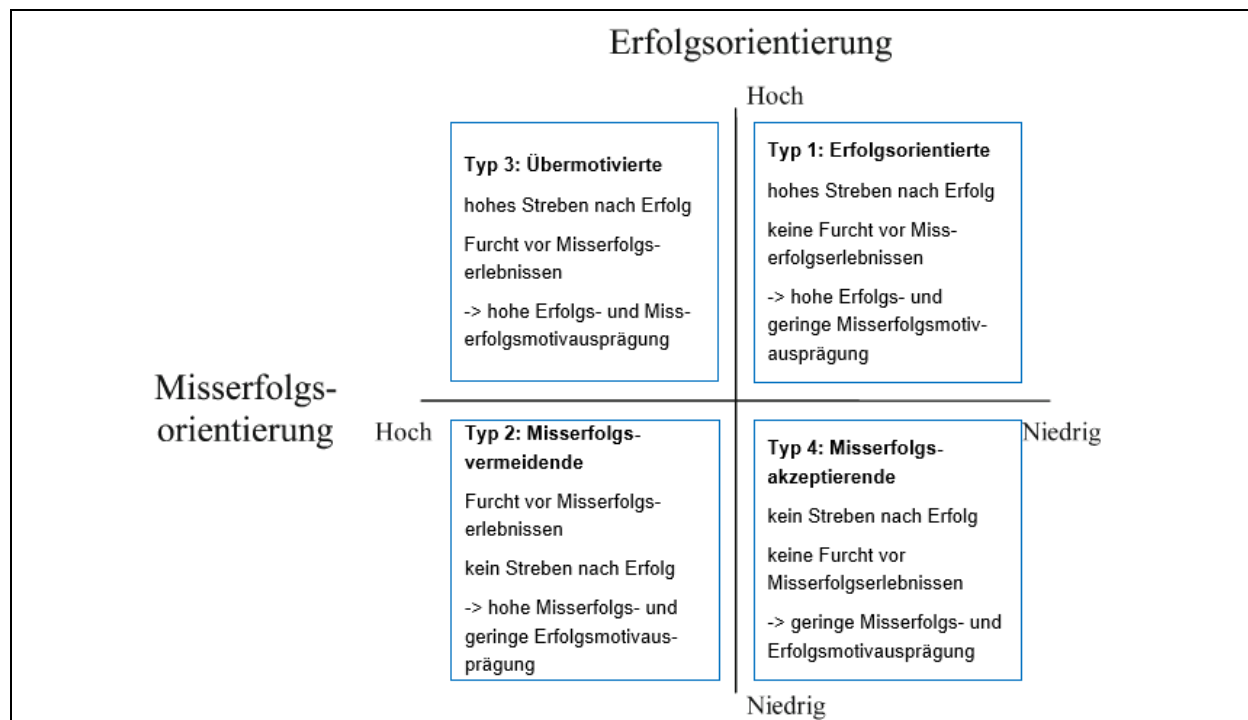 Erfolgsorientierung
Hoch
Typ 3: Übermotivierte
hohes Streben nach Erfolg
Furcht vor Misserfolgs-
erlebnissen
-> hohe Erfolgs- und Miss-
erfolgsmotivausprägung
Typ 1: Erfolgsorientierte
hohes Streben nach Erfolg
keine Furcht vor Miss-
erfolgserlebnissen
-> hohe Erfolgs- und
geringe Misserfolgsmotiv-
ausprägung
Misserfolgs-
orientierung
Hoch
Niedrig
Typ 2: Misserfolgs-
vermeidende
Furcht vor Misserfolgs-
erlebnissen
kein Streben nach Erfolg
-> hohe Misserfolgs- und
geringe Erfolgsmotivaus-
prägung
Typ 4: Misserfolgs-
akzeptierende
kein Streben nach Erfolg
keine Furcht vor
Misserfolgserlebnissen
-> geringe Misserfolgs- und
Erfolgsmotivausprägung
Niedrig